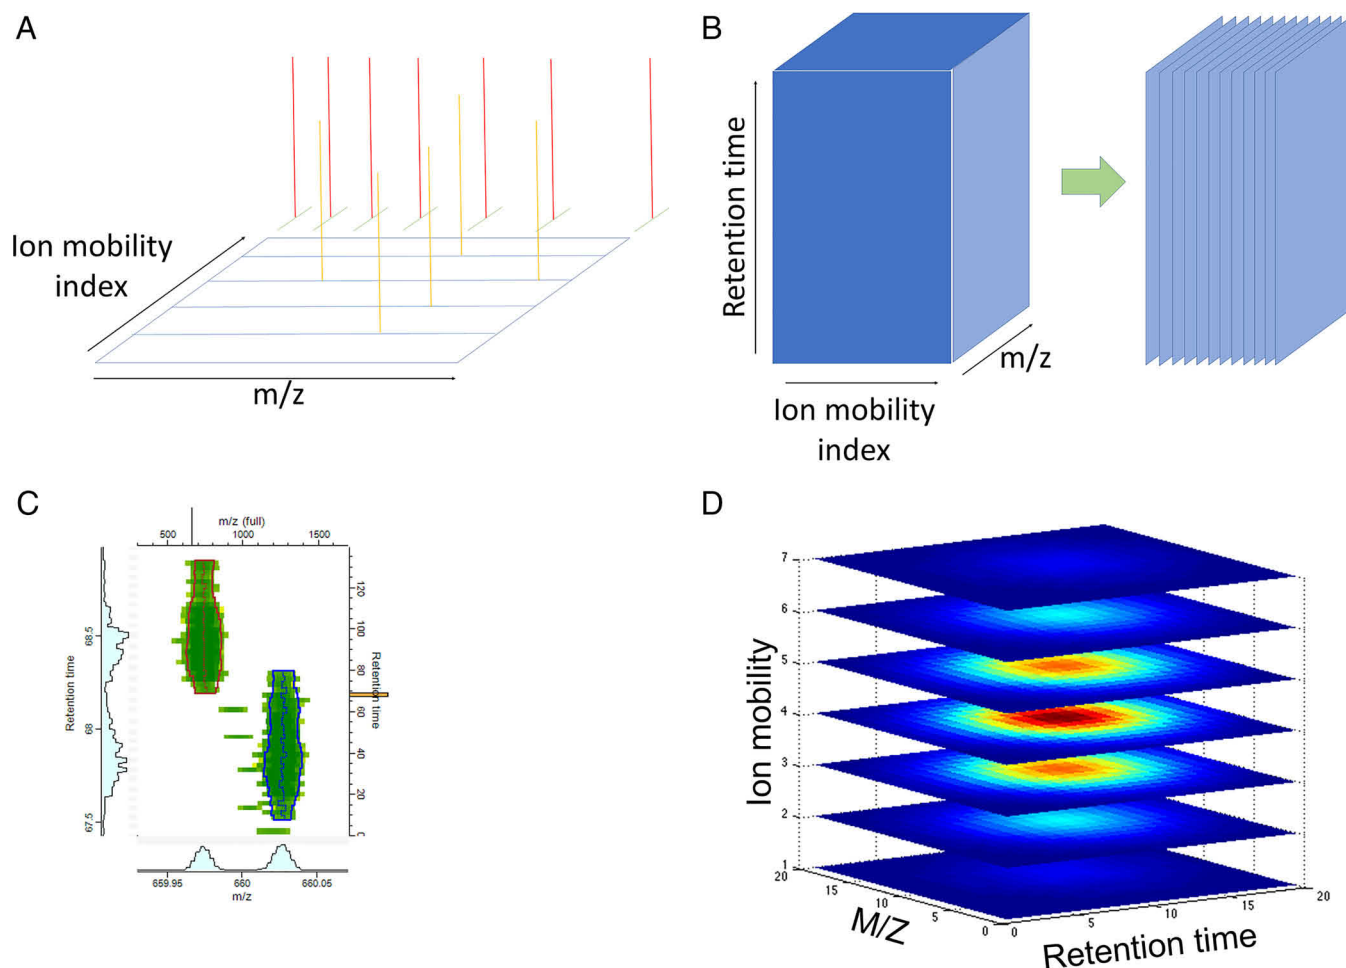 A
Ion mobility
index
m/z
B
Retention time
m/z
Ion mobility
index
C
m/z (full)
500 1000 1500
Retention time
68.5
68
67.5
120
100
80
60
40
20
0
Retention time
659.95 660 660.05
m/z
D
Ion mobility
7
6
5
4
3
2
1
20
15
10
5
0
M/Z
0
5
10
15
20
Retention time